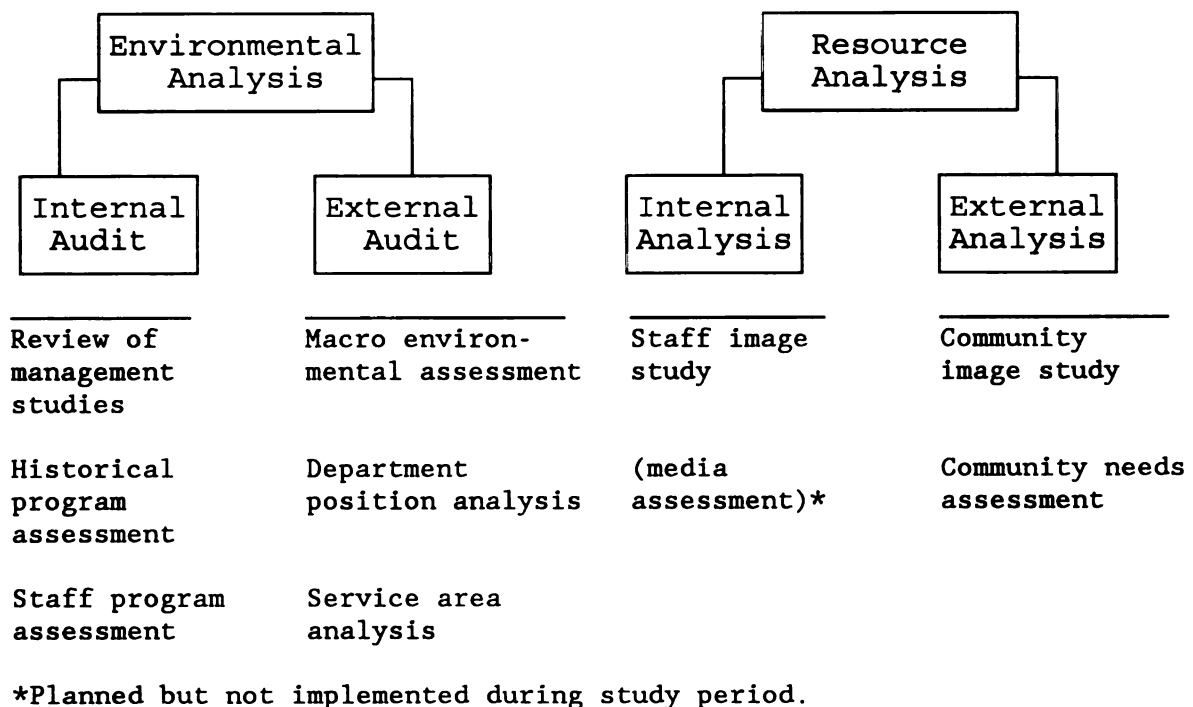 Environmental
Analysis
Resource
Analysis
Internal
Audit
External
Audit
Internal
Analysis
External
Analysis
Review of
management
studies
Historical
program
assessment
Staff program
assessment
Macro environ-
mental assessment
Department
position analysis
Service area
analysis
Staff image
study
(media
assessment)*
Community
image study
Community needs
assessment
*Planned but not implemented during study period.